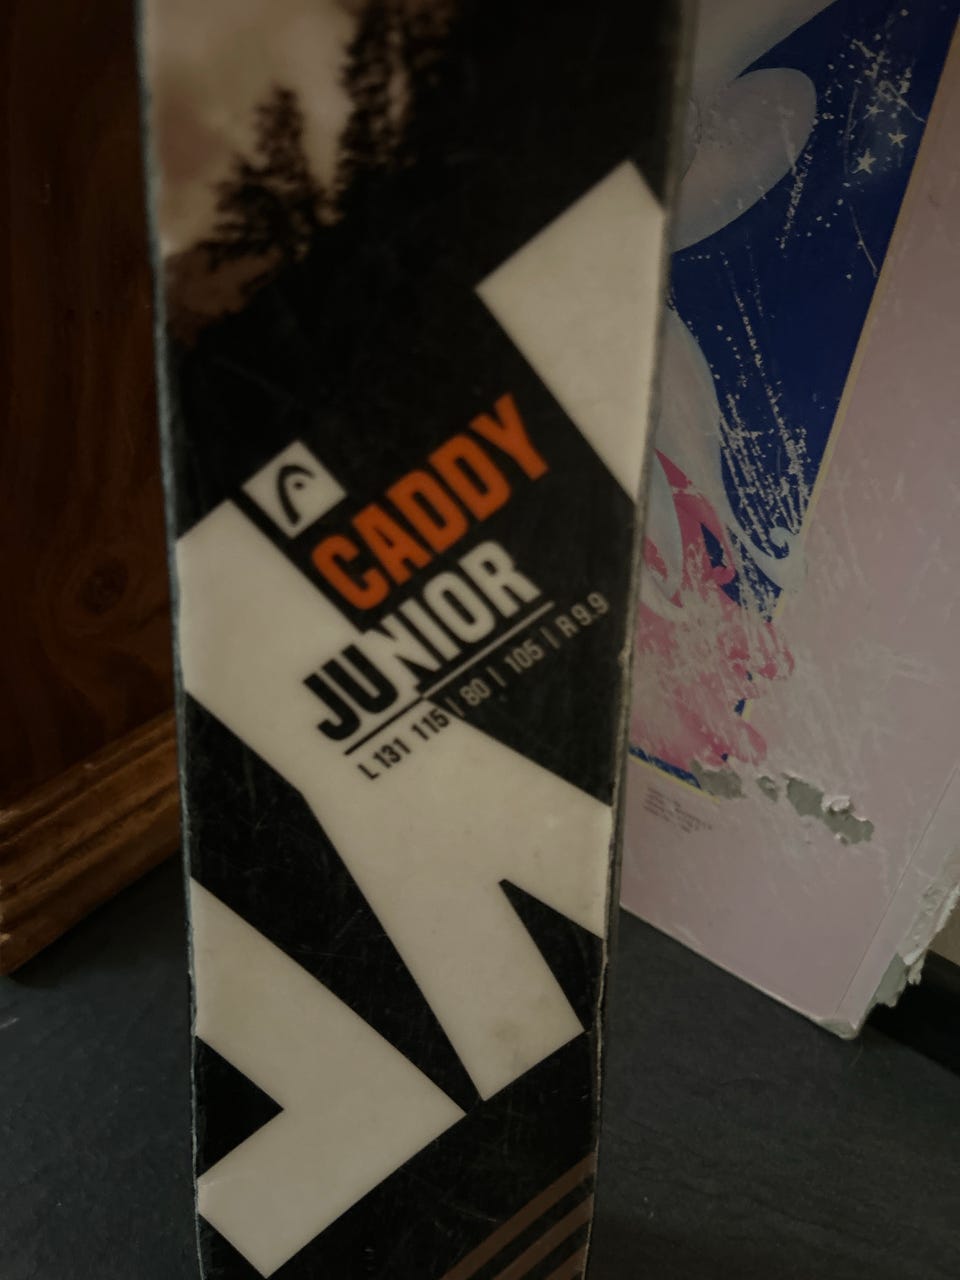 CADDY
JUNIOR
L 131 115 | 80 | 105 | R 9.9